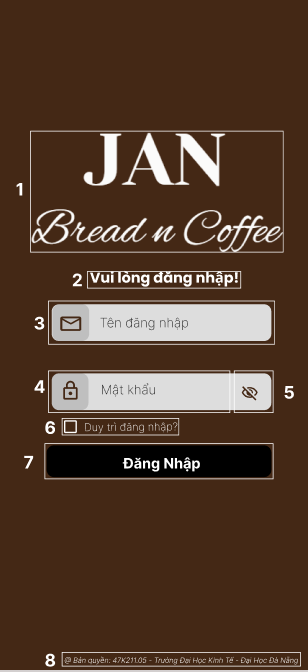 JAN
1
Bread n Coffee
2 Vui lòng đăng nhập!
3 Tên đăng nhập
4 Mật khẩu 5
6 Duy trì đăng nhập?
7 Đăng Nhập
8 @ Bản quyền: 47K211.05 - Trường Đại Học Kinh Tế - Đại Học Đà Nẵng